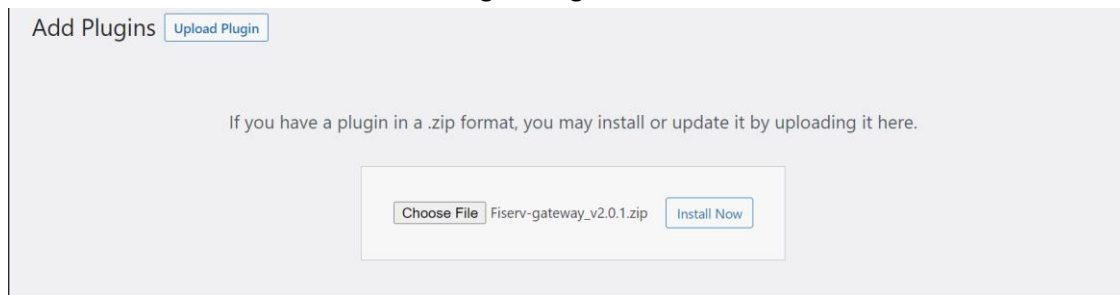 Add Plugins Upload Plugin
If you have a plugin in a .zip format, you may install or update it by uploading it here.
Choose File Fiserv-gateway_v2.0.1.zip Install Now